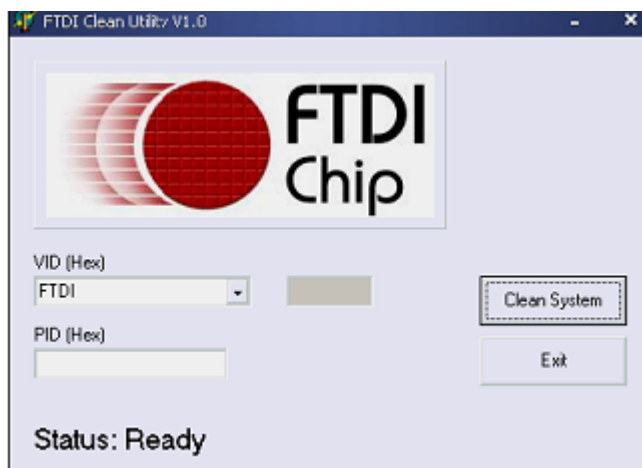 FTDI Clean Utility V1.0
FTDI
Chip
VID (Hex)
FTDI
Clean System
PID (Hex)
Exit
Status: Ready